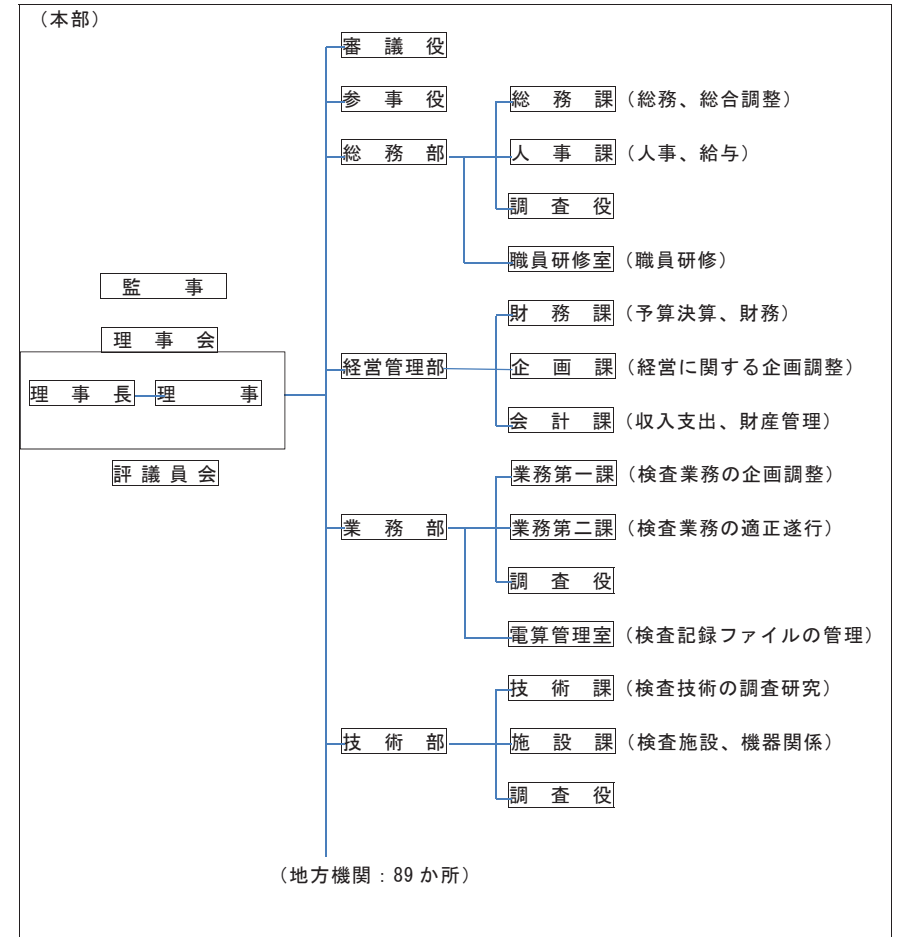 （本部）
審議役
参事役
総務部
総務課（総務、総合調整）
人事課（人事、給与）
調査役
職員研修室（職員研修）
監事
理事会
理事長
理事
評議員会
経営管理部
財務課（予算決算、財務）
企画課（経営に関する企画調整）
会計課（収入支出、財産管理）
業務部
業務第一課（検査業務の企画調整）
業務第二課（検査業務の適正遂行）
調査役
電算管理室（検査記録ファイルの管理）
技術部
技術課（検査技術の調査研究）
施設課（検査施設、機器関係）
調査役
（地方機関：89か所）